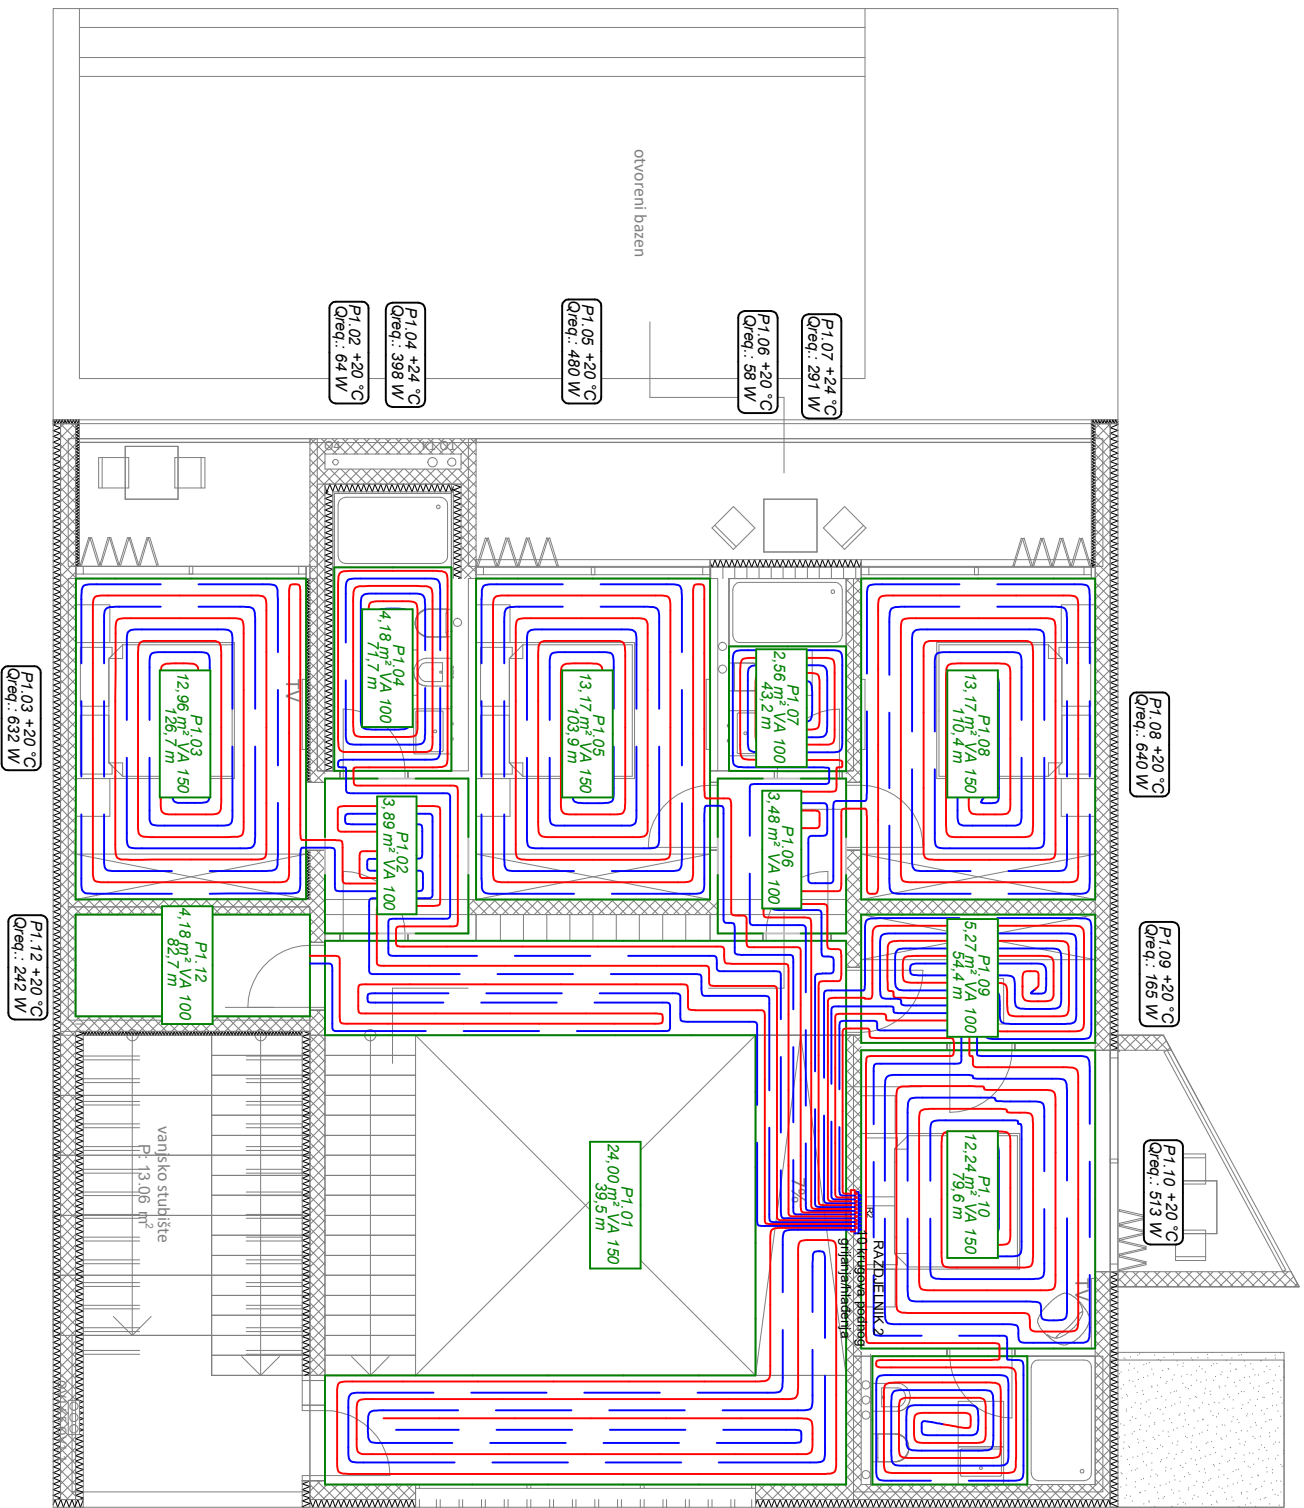 otvoreni bazen
P1.02 +20 °C
Qreq.: 64 W
P1.04 +24 °C
Qreq.: 398 W
P1.05 +20 °C
Qreq.: 480 W
P1.06 +20 °C
Qreq.: 58 W
P1.07 +24 °C
Qreq.: 291 W
P1.03 +20 °C
Qreq.: 632 W
P1.08 +20 °C
Qreq.: 640 W
P1.12 +20 °C
Qreq.: 242 W
P1.09 +20 °C
Qreq.: 165 W
P1.10 +20 °C
Qreq.: 513 W
P1.03
12,96 m² VA 150
126,7 m
TV
P1.04
4,18 m² VA 100
71,7 m
P1.05
13,17 m² VA 150
103,9 m
P1.07
2,56 m² VA 100
43,2 m
P1.08
13,17 m² VA 150
110,4 m
P1.02
3,89 m² VA 100
P1.06
3,48 m² VA 100
P1.12
4,18 m² VA 100
82,7 m
P1.09
5,27 m² VA 100
54,4 m
P1.10
12,24 m² VA 150
79,6 m
TV
P1.01
24,00 m² VA 150
39,5 m
R2
RAZDJELNIK 2
10 krugova podnog
grijanja/hlađenja
vanjsko stubište
P: 13.06 m²